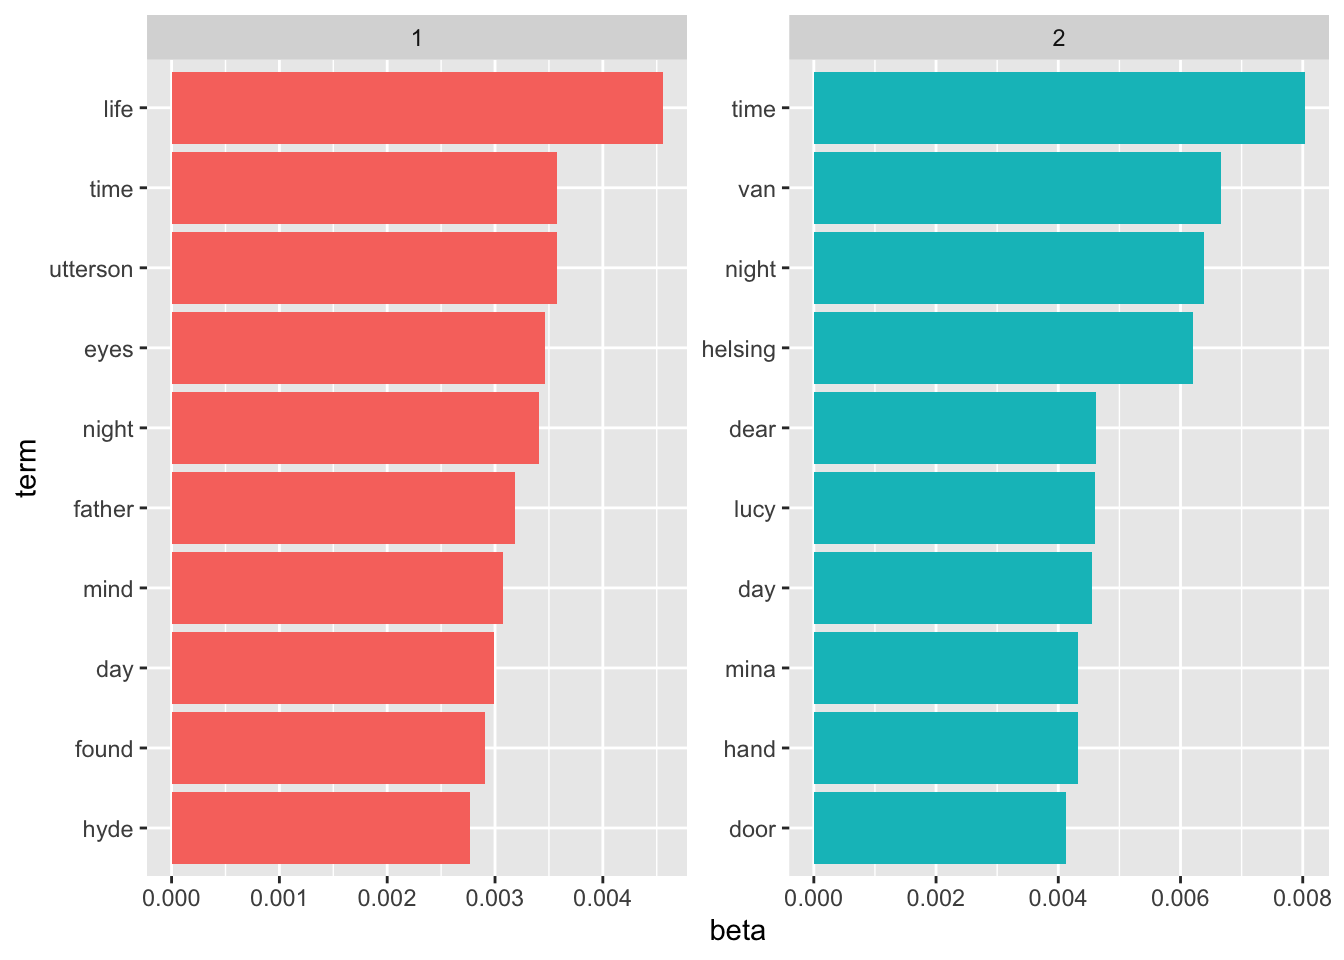 1
2
term
life
time
utterson
eyes
night
father
mind
day
found
hyde
0.000 0.001 0.002 0.003 0.004
time
van
night
helsing
dear
lucy
day
mina
hand
door
0.000 0.002 0.004 0.006 0.008
beta